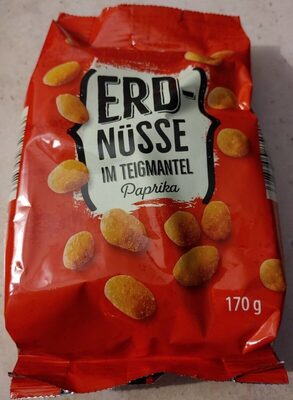 ERD-
NÜSSE
IM TEIGMANTEL
Paprika
170 g